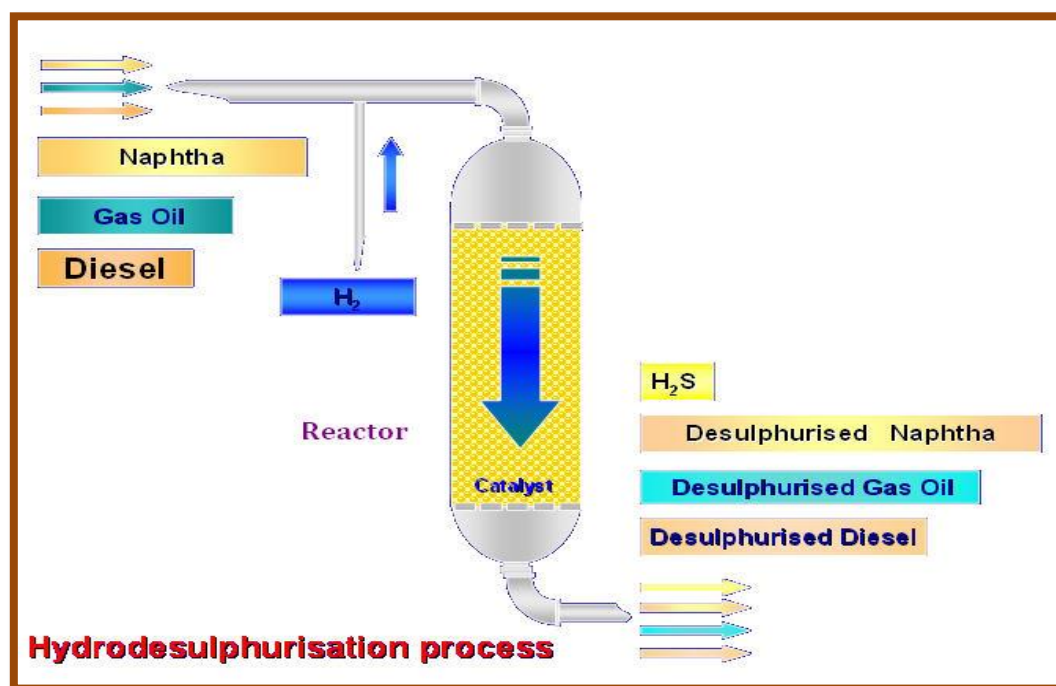 Naphtha
Gas Oil
Diesel
H₂
Reactor
Catalyst
H₂S
Desulphurised Naphtha
Desulphurised Gas Oil
Desulphurised Diesel
Hydrodesulphurisation process